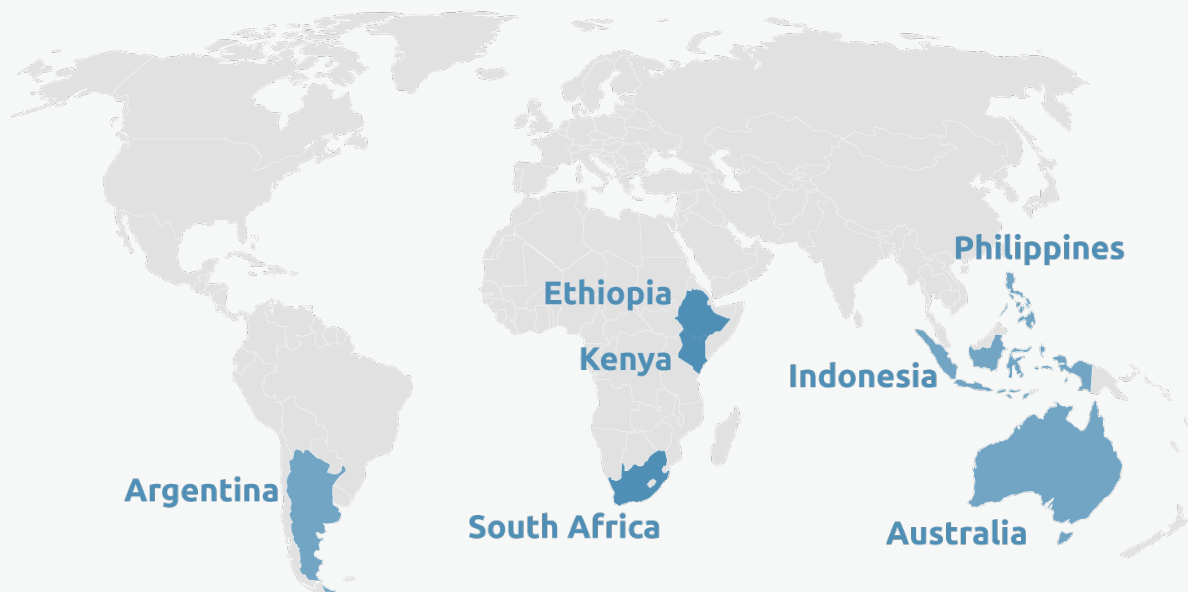 Philippines
Ethiopia
Kenya
Indonesia
Argentina
South Africa
Australia